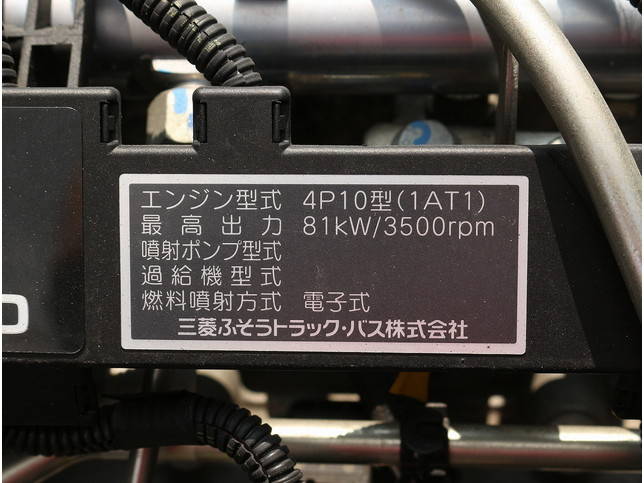 エンジン型式 4P10型(1AT1)
最高出力 81kW/3500rpm
噴射ポンプ型式
過給機型式
燃料噴射方式 電子式
三菱ふそうトラック・バス株式会社